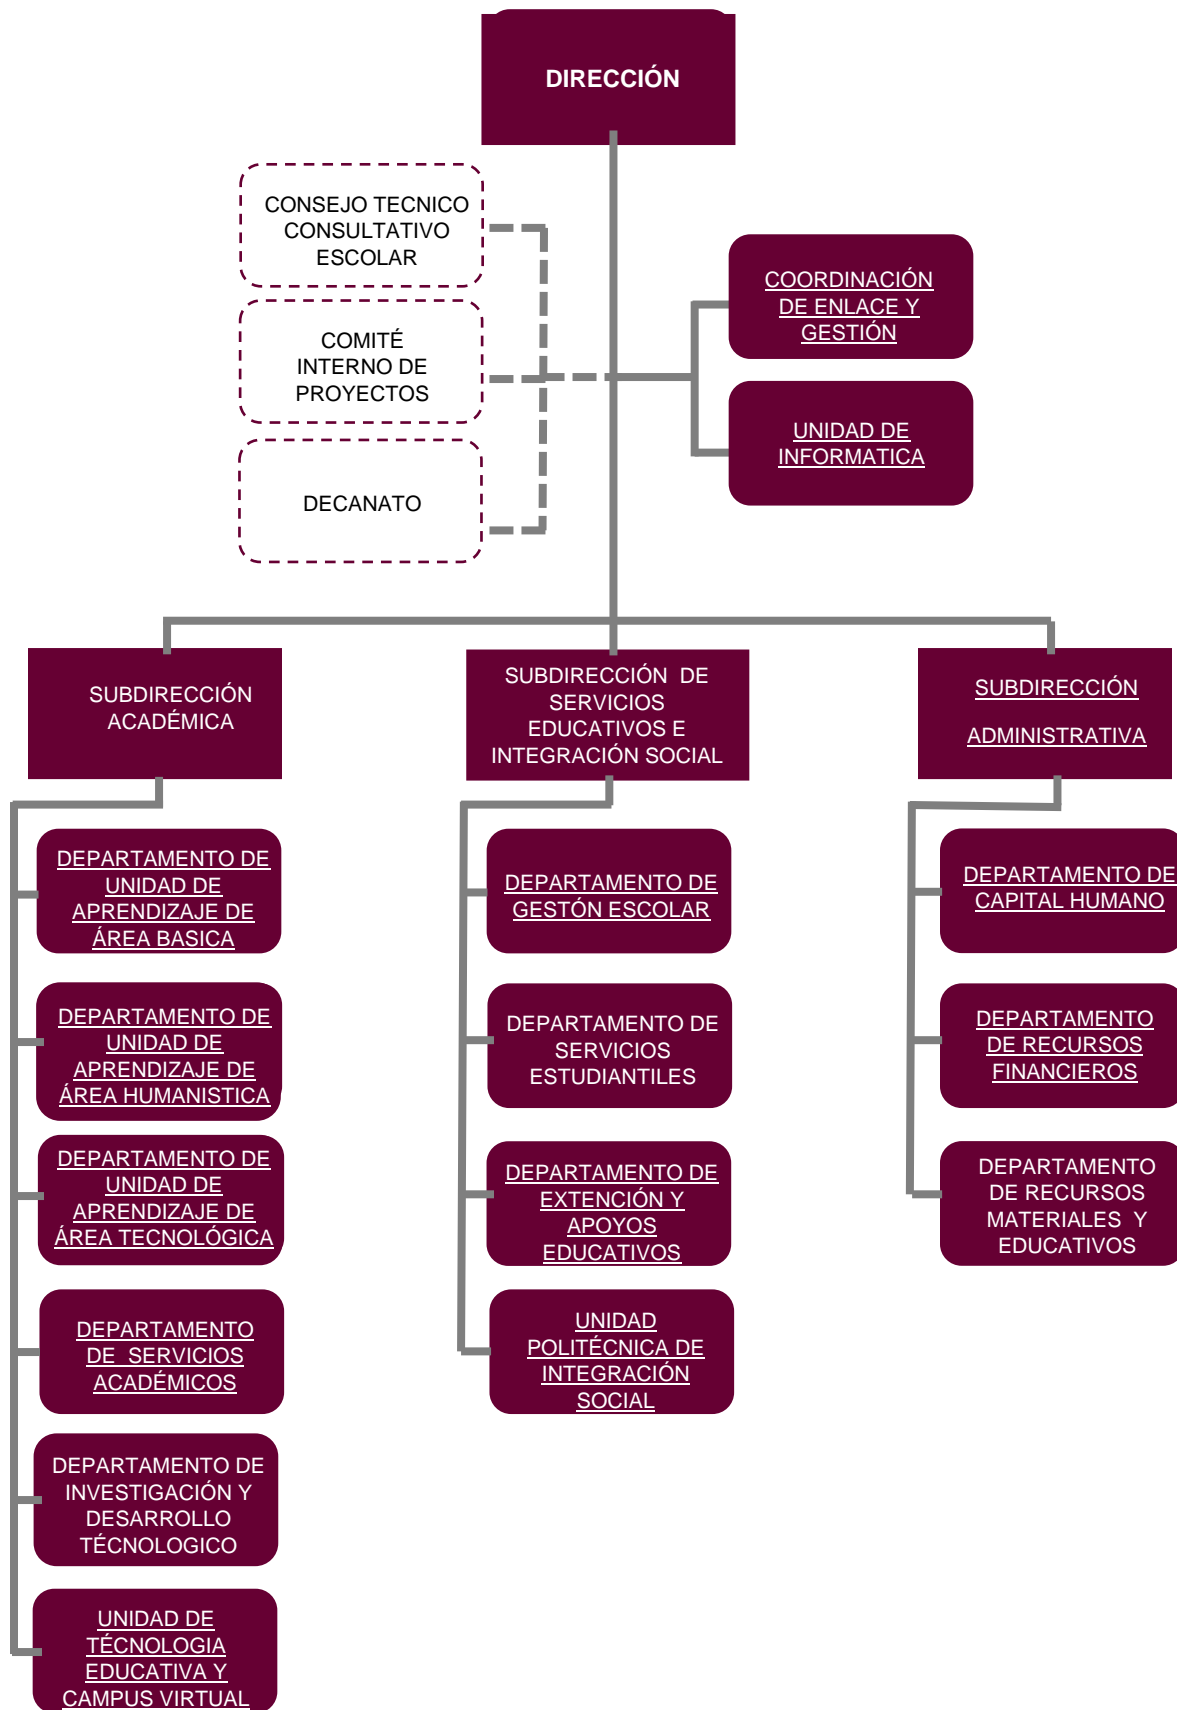 DIRECCIÓN
CONSEJO TECNICO
CONSULTATIVO
ESCOLAR
COORDINACIÓN
DE ENLACE Y
GESTIÓN
COMITÉ
INTERNO DE
PROYECTOS
UNIDAD DE
INFORMATICA
DECANATO
SUBDIRECCIÓN
ACADÉMICA
SUBDIRECCIÓN DE
SERVICIOS
EDUCATIVOS E
INTEGRACIÓN SOCIAL
SUBDIRECCIÓN
ADMINISTRATIVA
DEPARTAMENTO DE
UNIDAD DE
APRENDIZAJE DE
ÁREA BASICA
DEPARTAMENTO DE
UNIDAD DE
APRENDIZAJE DE
ÁREA HUMANISTICA
DEPARTAMENTO DE
UNIDAD DE
APRENDIZAJE DE
ÁREA TECNOLÓGICA
DEPARTAMENTO
DE SERVICIOS
ACADÉMICOS
DEPARTAMENTO DE
INVESTIGACIÓN Y
DESARROLLO
TÉCNOLOGICO
UNIDAD DE
TÉCNOLOGIA
EDUCATIVA Y
CAMPUS VIRTUAL
DEPARTAMENTO DE
GESTÓN ESCOLAR
DEPARTAMENTO DE
SERVICIOS
ESTUDIANTILES
DEPARTAMENTO DE
EXTENCIÓN Y
APOYOS
EDUCATIVOS
UNIDAD
POLITÉCNICA DE
INTEGRACIÓN
SOCIAL
DEPARTAMENTO DE
CAPITAL HUMANO
DEPARTAMENTO
DE RECURSOS
FINANCIEROS
DEPARTAMENTO
DE RECURSOS
MATERIALES Y
EDUCATIVOS